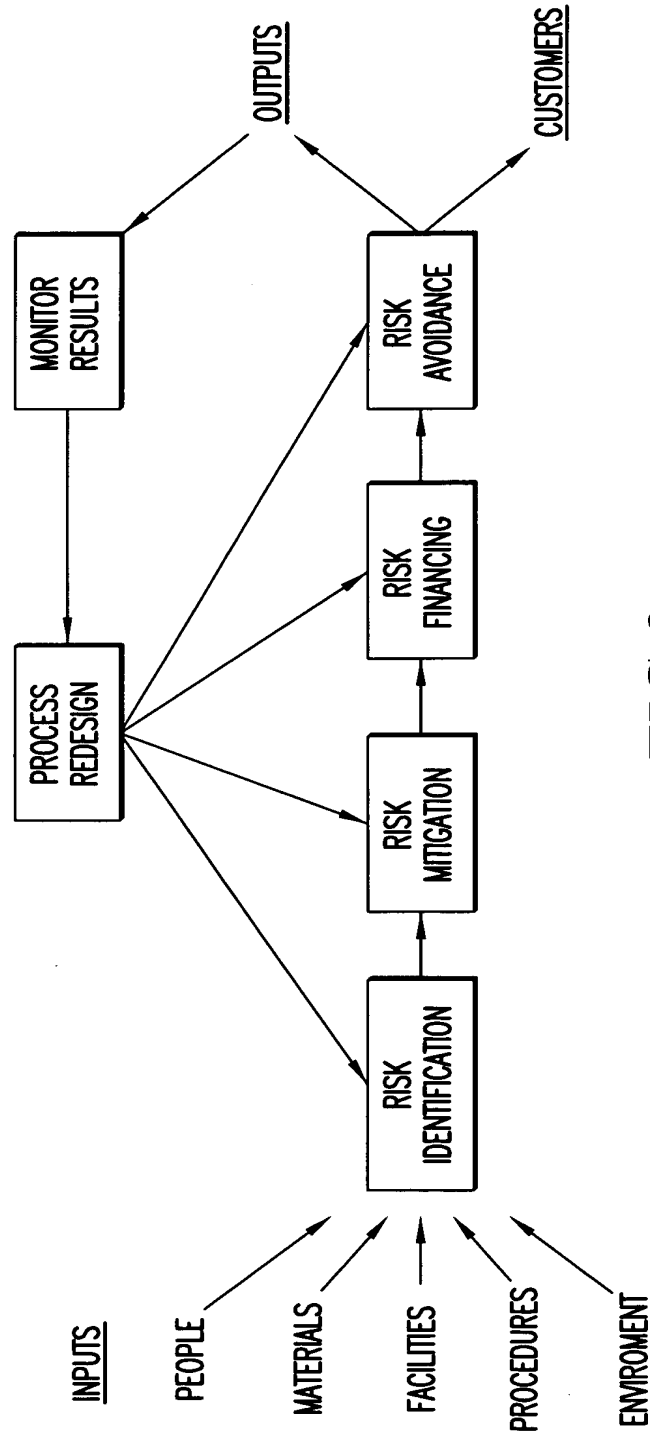 INPUTS
PEOPLE
MATERIALS
FACILITIES
PROCEDURES
ENVIROMENT
PROCESS
REDESIGN
MONITOR
RESULTS
OUTPUTS
RISK
IDENTIFICATION
RISK
MITIGATION
RISK
FINANCING
RISK
AVOIDANCE
CUSTOMERS